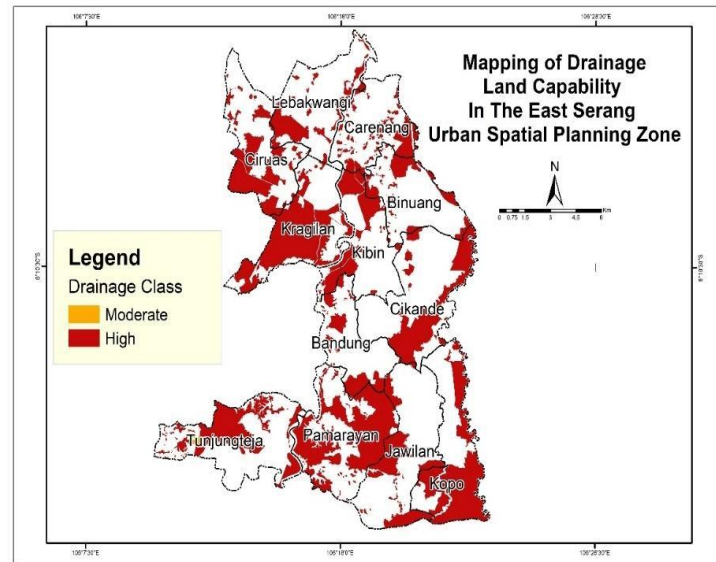 106°7'30"E
106°16'0"E
Mapping of Drainage
Land Capability
In The East Serang
Urban Spatial Planning Zone
N
Km
Lebakwangi
Carenang
Ciruas
Binuang
Kragilan
Kibin
Legend
Drainage Class
Moderate
High
Cikande
Bandung
Tunjungteja
Pamarayan
Jawilan
Kopo
106°7'30"E